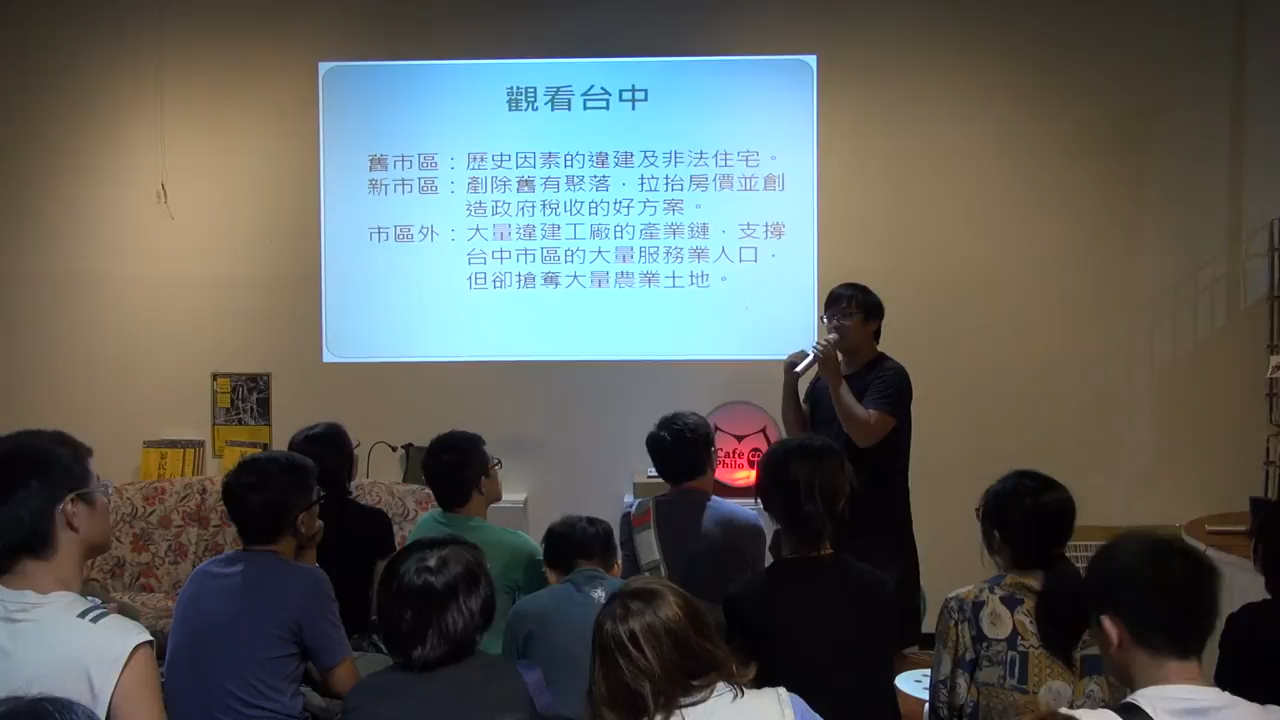 觀看台中
舊市區：歷史因素的違建及非法住宅。
新市區：剷除舊有聚落，拉抬房價並創
造政府稅收的好方案。
市區外：大量違建工廠的產業鏈，支撐
台中市區的大量服務業人口，
但卻搶奪大量農業土地。
Café
Philo